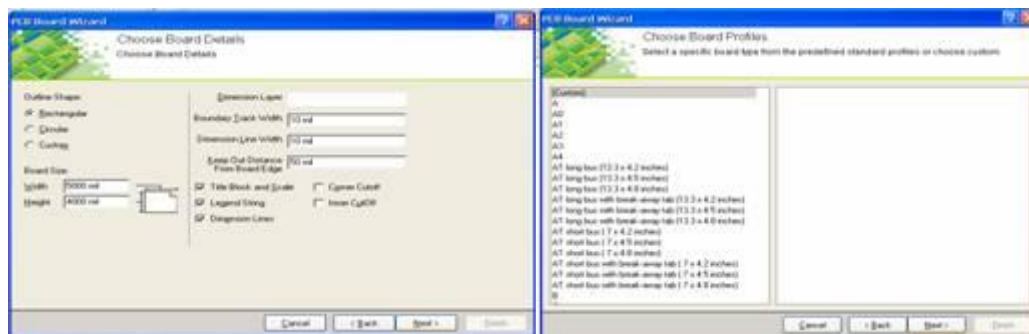 PCB Board Wizard
Choose Board Details
Choose Board Details
Outline Shape:
Rectangular
Circular
Custom
Board Size
Width 5000 mil
Height 4000 mil
Dimension Layer
Boundary Track Width 10 mil
Dimension Line Width 10 mil
Keep Out Distance From Board Edge 50 mil
Title Block and Scale
Corner Cutoff
Legend String
Inner CutOff
Dimension Lines
Cancel
< Back
Next >
Finish
PCB Board Wizard
Choose Board Profiles
Select a specific board type from the predefined standard profiles or choose custom
[Custom]
A
A0
A1
A2
A3
A4
AT long bus (13.3 x 4.2 inches)
AT long bus (13.3 x 4.5 inches)
AT long bus (13.3 x 4.8 inches)
AT long bus with break-away tab (13.3 x 4.2 inches)
AT long bus with break-away tab (13.3 x 4.5 inches)
AT long bus with break-away tab (13.3 x 4.8 inches)
AT short bus ( 7 x 4.2 inches)
AT short bus ( 7 x 4.5 inches)
AT short bus ( 7 x 4.8 inches)
AT short bus with break-away tab ( 7 x 4.2 inches)
AT short bus with break-away tab ( 7 x 4.5 inches)
AT short bus with break-away tab ( 7 x 4.8 inches)
B
Cancel
< Back
Next >
Finish